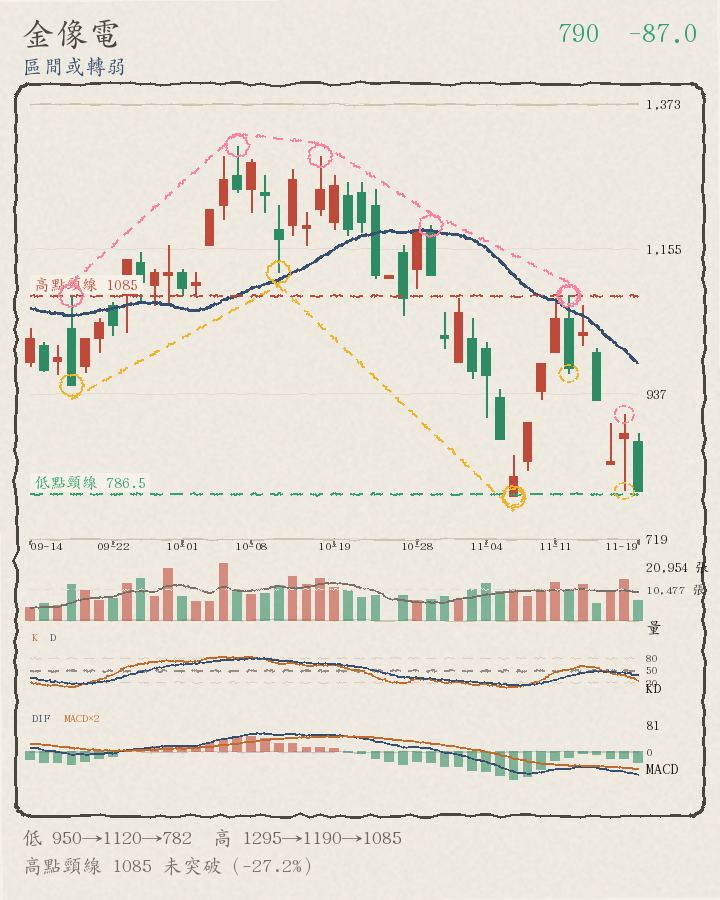 金像電 790 -87.0
區間或轉弱
1,373
1,155
高點頸線 1085
937
低點頸線 786.5
719
09-14 09-22 10-01 10-08 10-19 10-28 11-04 11-11 11-19
20,954 張
10,477 張
量
K D
80
50
20
KD
DIF MACD×2
81
0
MACD
低 950→1120→782 高 1295→1190→1085
高點頸線 1085 未突破 (-27.2%)